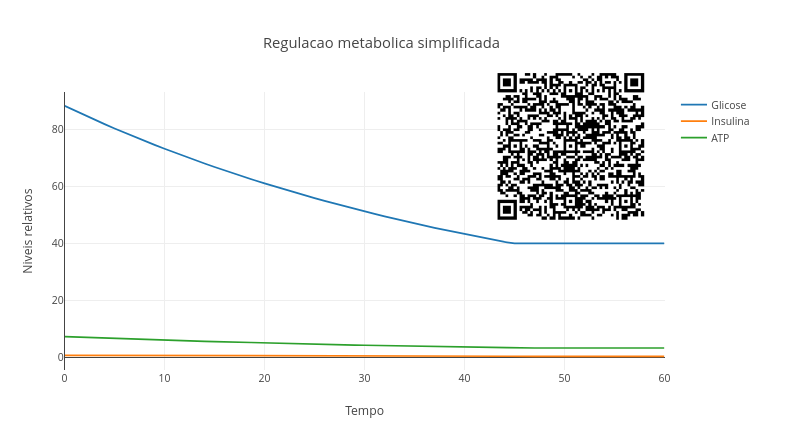 Regulacao metabolica simplificada
Glicose
Insulina
ATP
Niveis relativos
80
60
40
20
0
0 10 20 30 40 50 60
Tempo